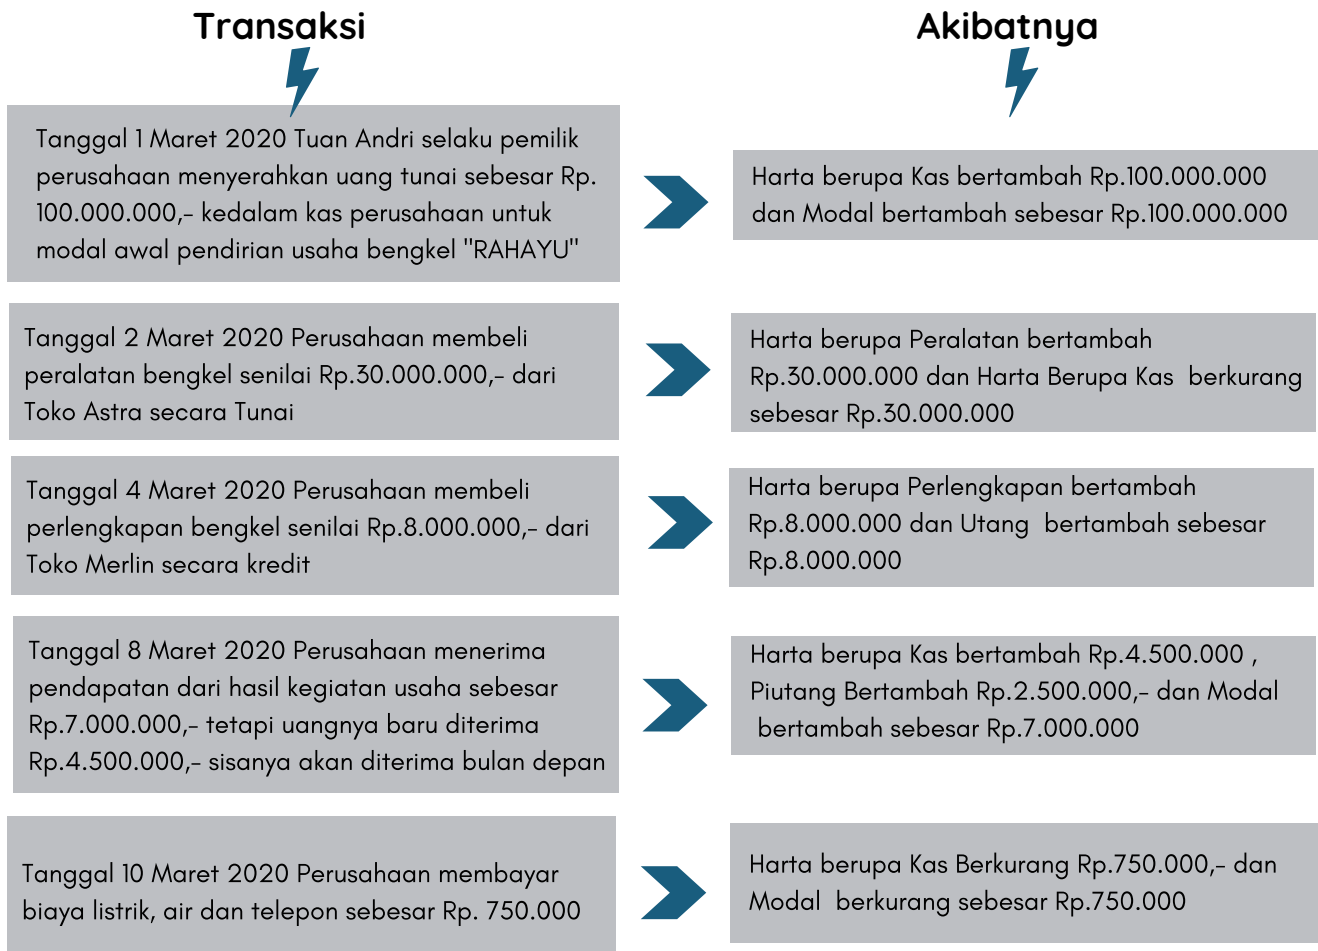 Transaksi
Akibatnya
Tanggal 1 Maret 2020 Tuan Andri selaku pemilik
perusahaan menyerahkan uang tunai sebesar Rp.
100.000.000,- kedalam kas perusahaan untuk
modal awal pendirian usaha bengkel "RAHAYU"
Harta berupa Kas bertambah Rp.100.000.000
dan Modal bertambah sebesar Rp.100.000.000
Tanggal 2 Maret 2020 Perusahaan membeli
peralatan bengkel senilai Rp.30.000.000,- dari
Toko Astra secara Tunai
Harta berupa Peralatan bertambah
Rp.30.000.000 dan Harta Berupa Kas  berkurang
sebesar Rp.30.000.000
Tanggal 4 Maret 2020 Perusahaan membeli
perlengkapan bengkel senilai Rp.8.000.000,- dari
Toko Merlin secara kredit
Harta berupa Perlengkapan bertambah
Rp.8.000.000 dan Utang  bertambah sebesar
Rp.8.000.000
Tanggal 8 Maret 2020 Perusahaan menerima
pendapatan dari hasil kegiatan usaha sebesar
Rp.7.000.000,- tetapi uangnya baru diterima
Rp.4.500.000,- sisanya akan diterima bulan depan
Harta berupa Kas bertambah Rp.4.500.000 ,
Piutang Bertambah Rp.2.500.000,- dan Modal
bertambah sebesar Rp.7.000.000
Tanggal 10 Maret 2020 Perusahaan membayar
biaya listrik, air dan telepon sebesar Rp. 750.000
Harta berupa Kas Berkurang Rp.750.000,- dan
Modal  berkurang sebesar Rp.750.000